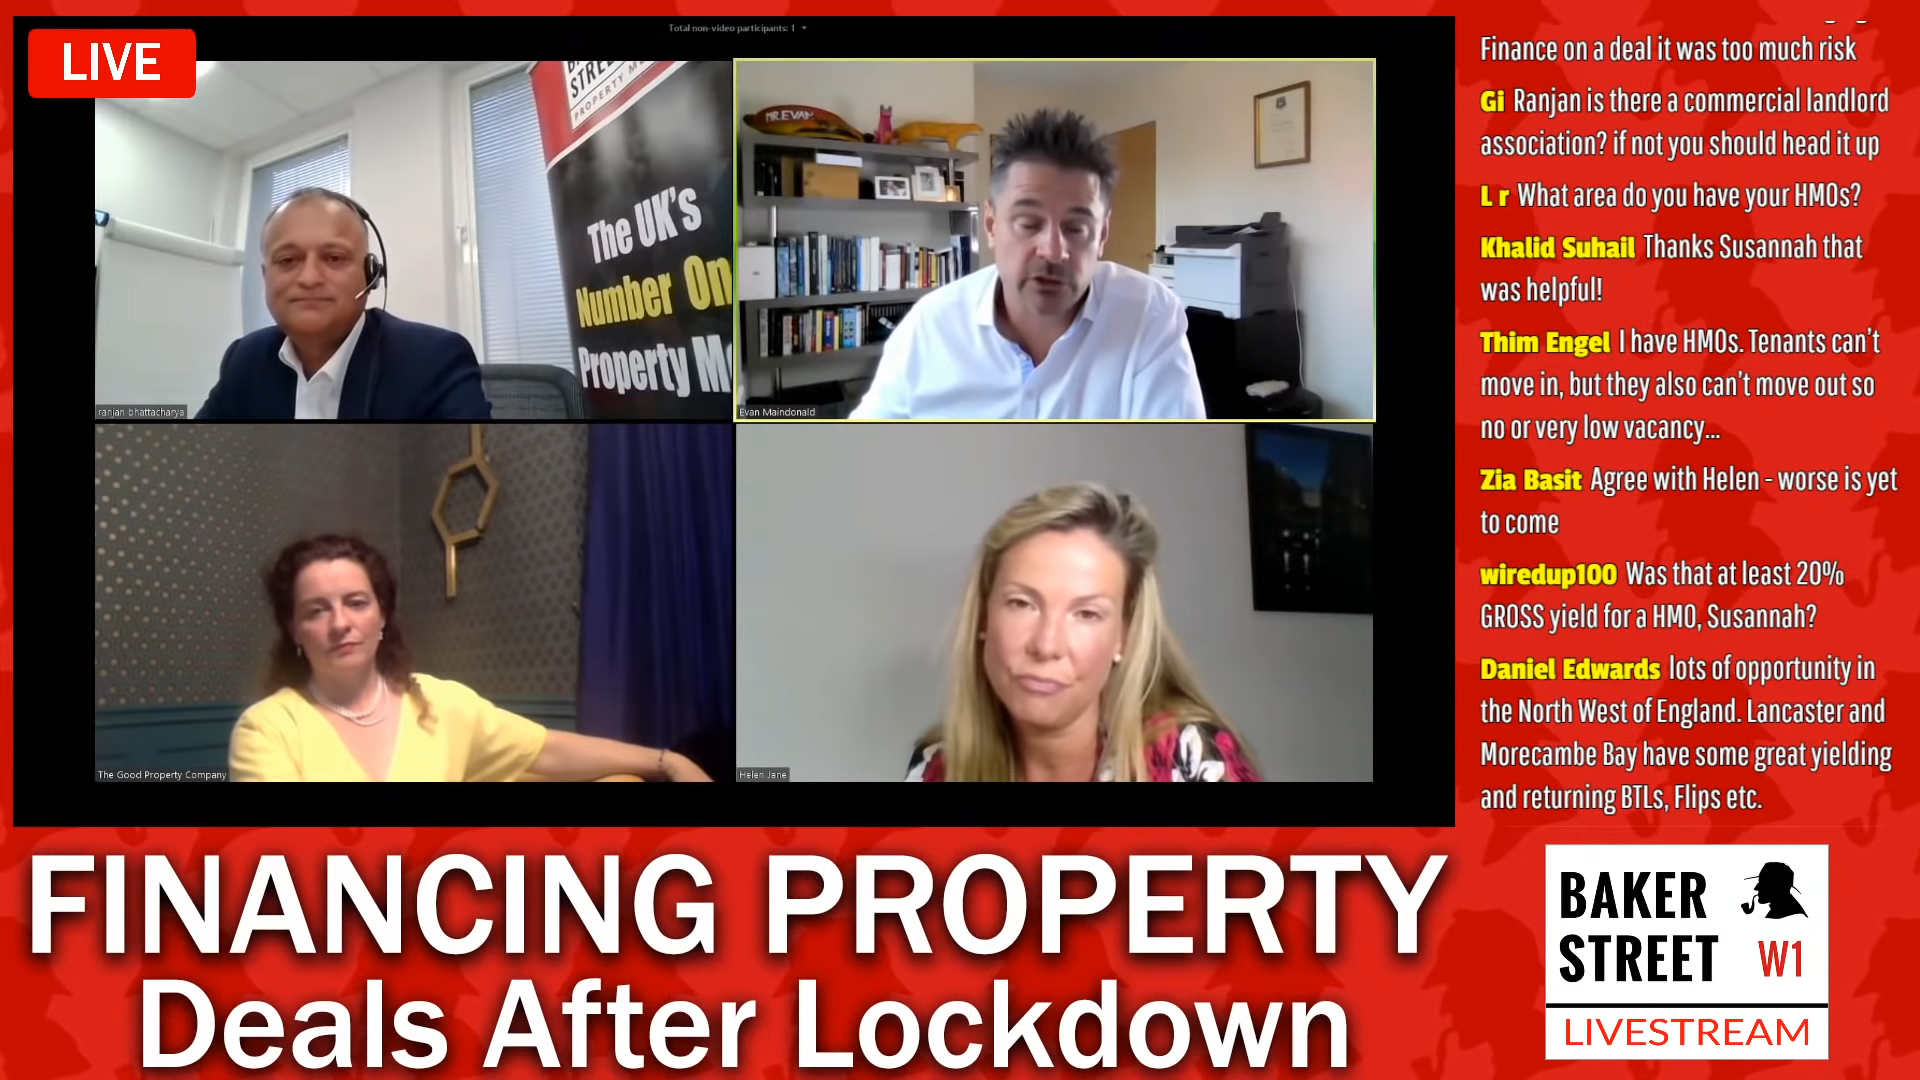 Total non-video participants: 1
LIVE
STREE
PROPERTY ME
The UK's
Number On
Property M
ranjan bhattacharya
MR.EVAN
Evan Maindonald
The Good Property Company
Helen Jane
Finance on a deal it was too much risk
Gi Ranjan is there a commercial landlord
association? if not you should head it up
L r What area do you have your HMOs?
Khalid Suhail Thanks Susannah that
was helpful!
Thim Engel I have HMOs. Tenants can't
move in, but they also can't move out so
no or very low vacancy...
Zia Basit Agree with Helen - worse is yet
to come
wiredup100 Was that at least 20%
GROSS yield for a HMO, Susannah?
Daniel Edwards lots of opportunity in
the North West of England. Lancaster and
Morecambe Bay have some great yielding
and returning BTLs, Flips etc.
FINANCING PROPERTY
Deals After Lockdown
BAKER
STREET W1
LIVESTREAM